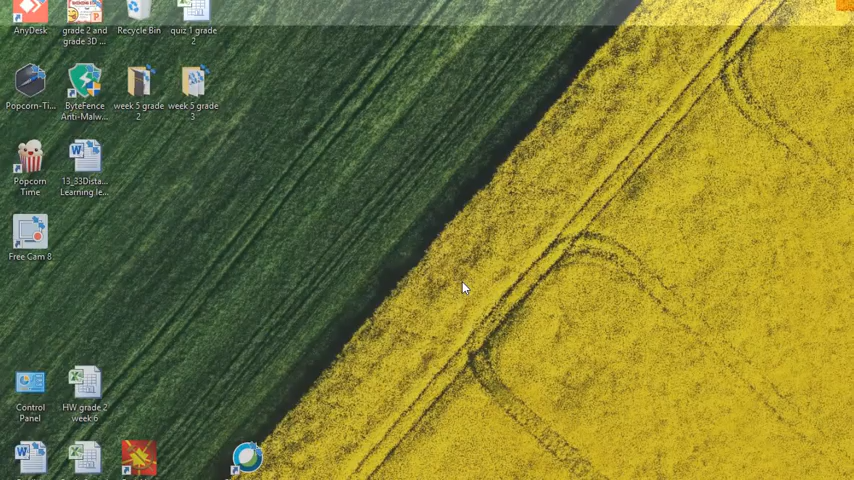 AnyDesk
grade 2 and
grade 3D ...
Recycle Bin
quiz 1 grade
2
Popcorn-Ti...
ByteFence
Anti-Malw...
week 5 grade
2
week 5 grade
3
Popcorn
Time
13_33Dista...
Learning le...
Free Cam 8
Control
Panel
HW grade 2
week 6